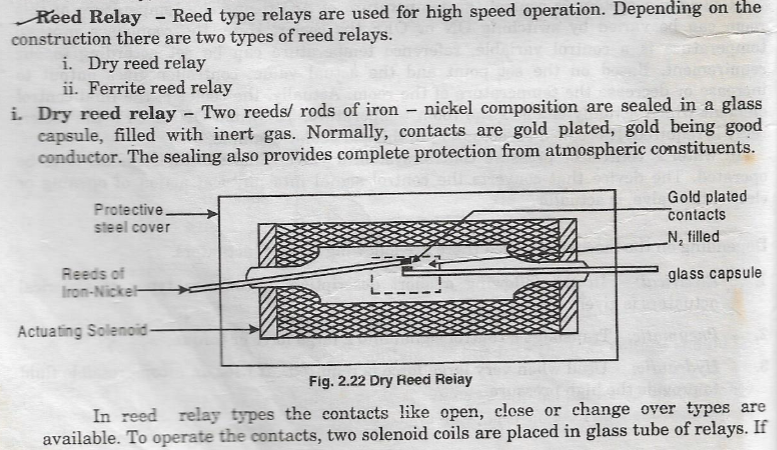 Reed Relay – Reed type relays are used for high speed operation. Depending on the
construction there are two types of reed relays.
i. Dry reed relay
ii. Ferrite reed relay
i. Dry reed relay – Two reeds/ rods of iron – nickel composition are sealed in a glass
capsule, filled with inert gas. Normally, contacts are gold plated, gold being good
conductor. The sealing also provides complete protection from atmospheric constituents.
Protective
steel cover
Gold plated
contacts
N₂ filled
Reeds of
Iron-Nickel
glass capsule
Actuating Solenoid
Fig. 2.22 Dry Reed Relay
In reed relay types the contacts like open, close or change over types are
available. To operate the contacts, two solenoid coils are placed in glass tube of relays. If